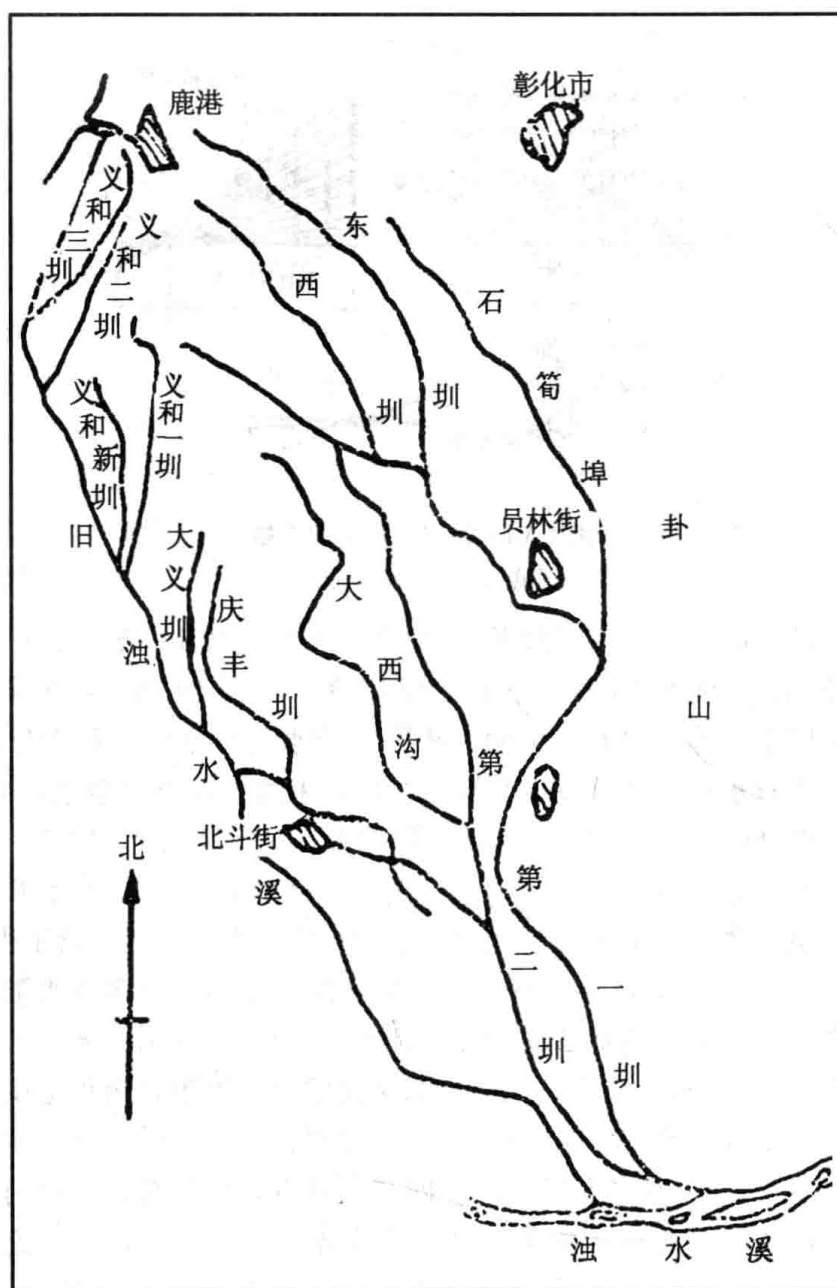 鹿港
彰化市
义和三圳
义和二圳
东圳
西圳
石笱埠
义和新圳
义和一圳
员林街
卦山
大义圳
庆丰圳
大西沟
旧浊水溪
第二圳
第一圳
北斗街
北
浊水溪